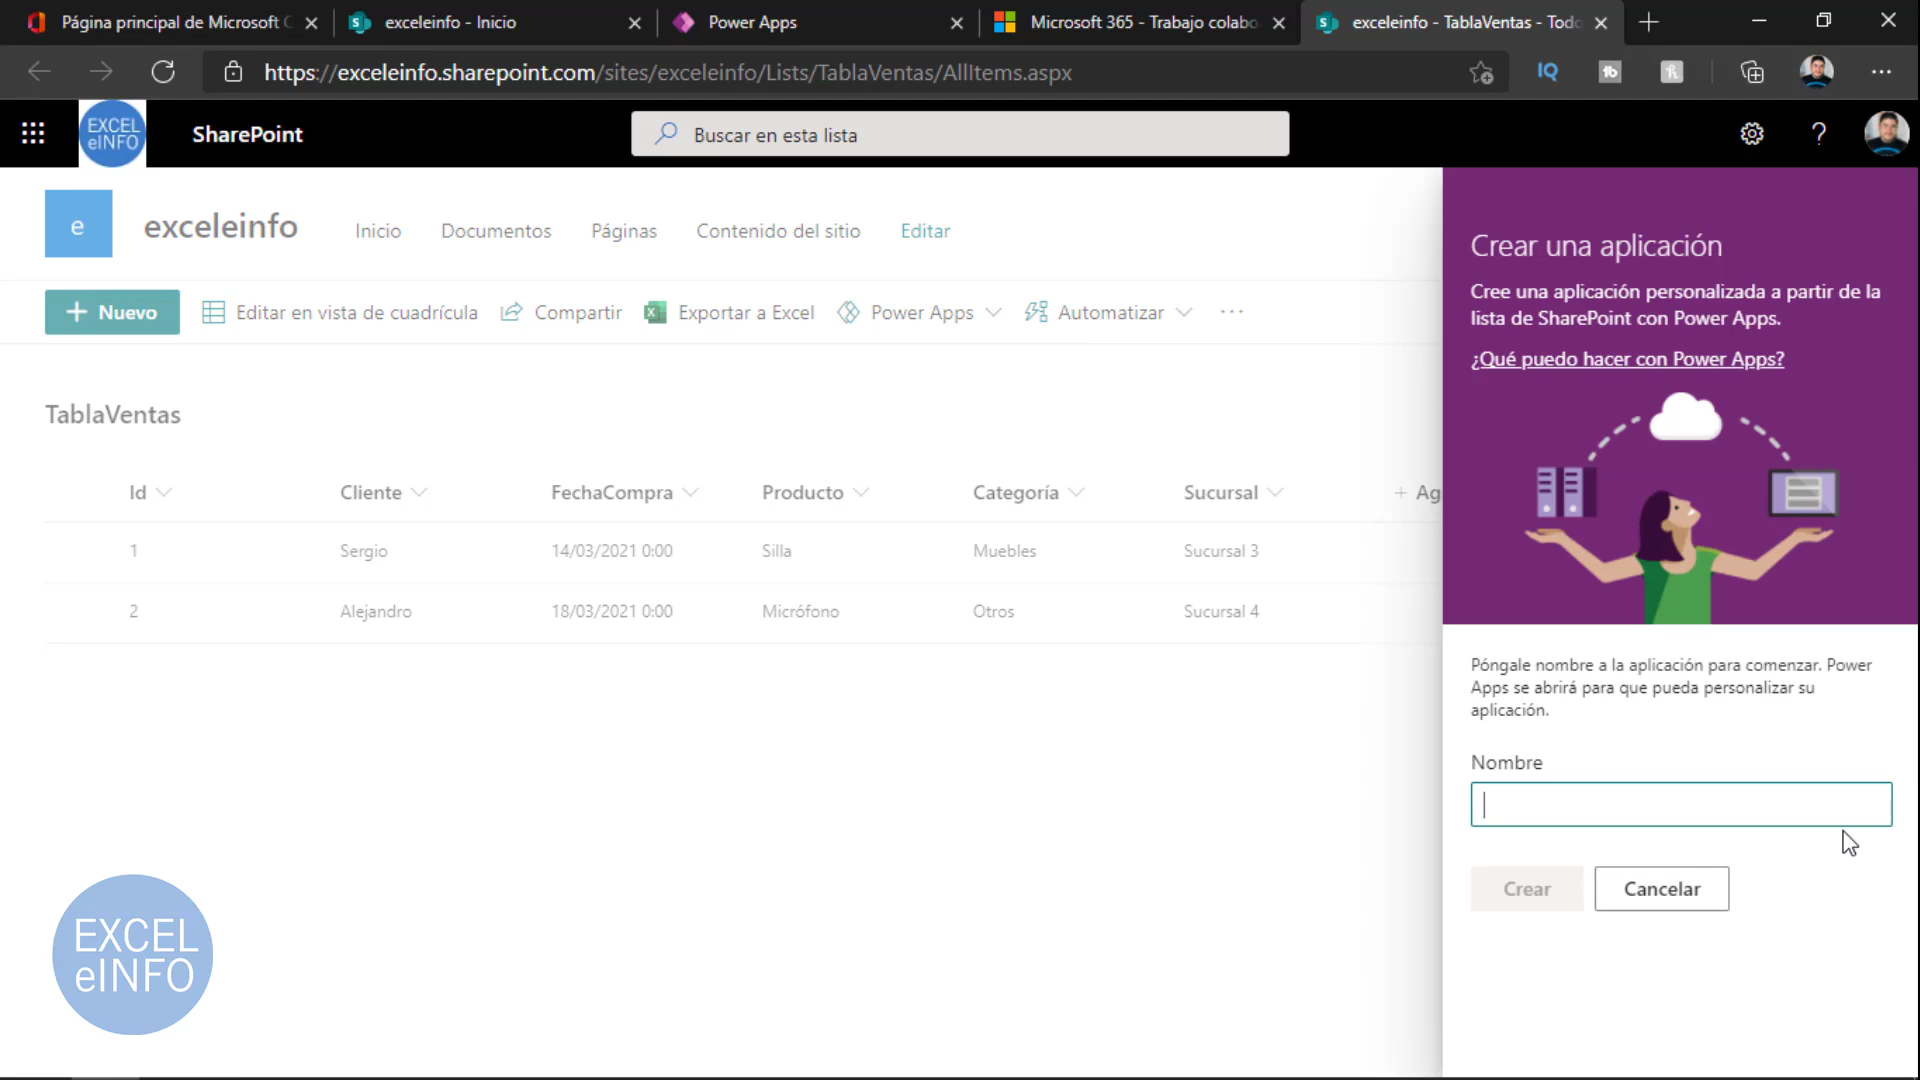 Página principal de Microsoft
exceleinfo - Inicio
Power Apps
Microsoft 365 - Trabajo colabo
exceleinfo - TablaVentas - Todo
https://exceleinfo.sharepoint.com/sites/exceleinfo/Lists/TablaVentas/AllItems.aspx
IQ
tb
EXCEL
eINFO
SharePoint
Buscar en esta lista
?
e
exceleinfo
Inicio
Documentos
Páginas
Contenido del sitio
Editar
+ Nuevo
Editar en vista de cuadrícula
Compartir
Exportar a Excel
Power Apps
Automatizar
...
TablaVentas
Id Cliente FechaCompra Producto Categoría Sucursal + Ag
1 Sergio 14/03/2021 0:00 Silla Muebles Sucursal 3
2 Alejandro 18/03/2021 0:00 Micrófono Otros Sucursal 4
Crear una aplicación
Cree una aplicación personalizada a partir de la
lista de SharePoint con Power Apps.
¿Qué puedo hacer con Power Apps?
Póngale nombre a la aplicación para comenzar. Power
Apps se abrirá para que pueda personalizar su
aplicación.
Nombre
Crear
Cancelar
EXCEL
eINFO